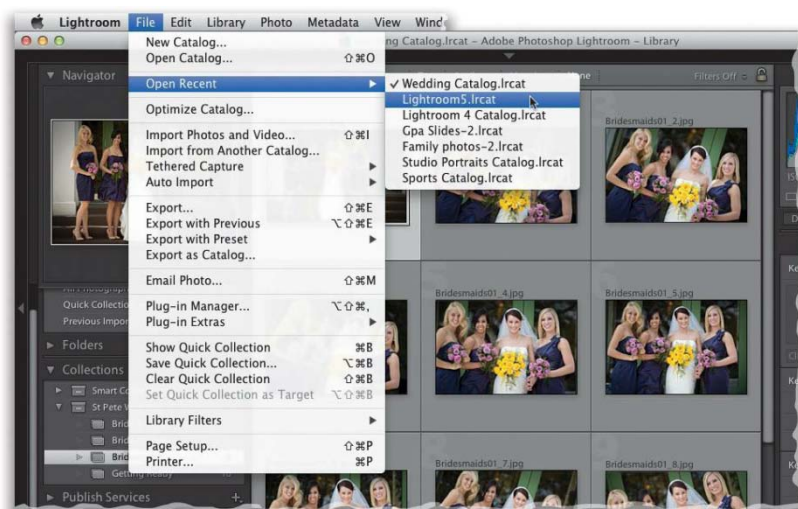 Lightroom File Edit Library Photo Metadata View
ng Catalog.lrcat – Adobe Photoshop Lightroom – Library
Navigator
Filters Off
New Catalog...
Open Catalog... ⇧⌘O
Open Recent
Optimize Catalog...
Import Photos and Video... ⇧⌘I
Import from Another Catalog...
Tethered Capture
Auto Import
Export... ⇧⌘E
Export with Previous ⌥⇧⌘E
Export with Preset
Export as Catalog...
Email Photo... ⇧⌘M
Plug-in Manager... ⌥⇧⌘,
Plug-in Extras
Show Quick Collection ⌘B
Save Quick Collection... ⌥⌘B
Clear Quick Collection ⇧⌘B
Set Quick Collection as Target ⌥⇧⌘B
Library Filters
Page Setup... ⇧⌘P
Printer... ⌘P
✓ Wedding Catalog.lrcat
Lightroom5.lrcat
Lightroom 4 Catalog.lrcat
Gpa Slides-2.lrcat
Family photos-2.lrcat
Studio Portraits Catalog.lrcat
Sports Catalog.lrcat
Bridesmaids01_2.jpg
Bridesmaids01_4.jpg
Bridesmaids01_5.jpg
Bridesmaids01_7.jpg
Bridesmaids01_8.jpg
Quick Collectio
Previous Impor
Folders
Collections
Smart Co
St Pete W
Brid
Brid
Brid
Getting Ready
Publish Services +